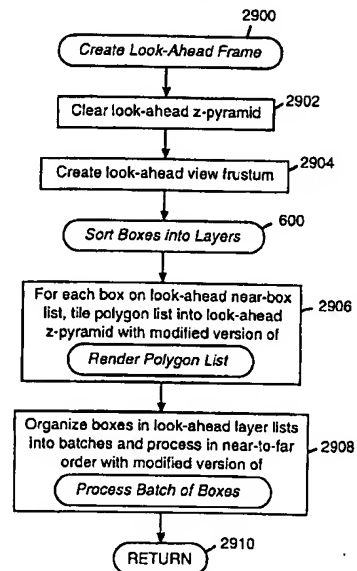 2900
Create Look-Ahead Frame
2902
Clear look-ahead z-pyramid
2904
Create look-ahead view frustum
600
Sort Boxes into Layers
For each box on look-ahead near-box
list, tile polygon list into look-ahead
z-pyramid with modified version of
Render Polygon List
2906
Organize boxes in look-ahead layer lists
into batches and process in near-to-far
order with modified version of
Process Batch of Boxes
2908
2910
RETURN